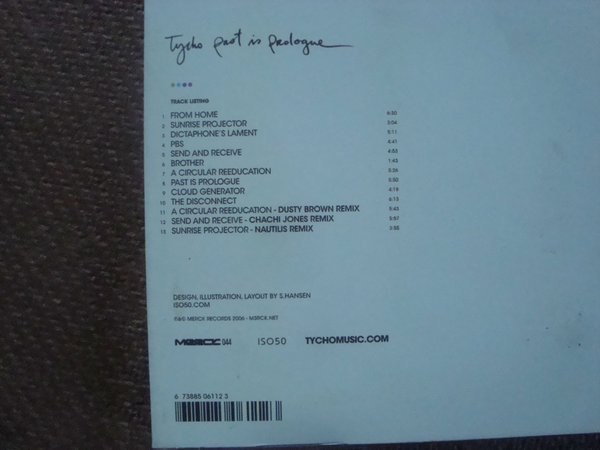 Tycho past is prologue
TRACK LISTING
1 FROM HOME 6:50
2 SUNRISE PROJECTOR 3:04
3 DICTAPHONE'S LAMENT 5:11
4 PBS 4:41
5 SEND AND RECEIVE 4:53
6 BROTHER 1:43
7 A CIRCULAR REEDUCATION 5:28
8 PAST IS PROLOGUE 5:50
9 CLOUD GENERATOR 4:19
10 THE DISCONNECT 6:13
11 A CIRCULAR REEDUCATION - DUSTY BROWN REMIX 5:43
12 SEND AND RECEIVE - CHACHI JONES REMIX 5:57
13 SUNRISE PROJECTOR - NAUTILIS REMIX 3:55
DESIGN, ILLUSTRATION, LAYOUT BY S.HANSEN
ISO50.COM
℗&© MERCK RECORDS 2006 - M3RCK.NET
M3RCK 044 ISO50 TYCHOMUSIC.COM
6 73885 06112 3